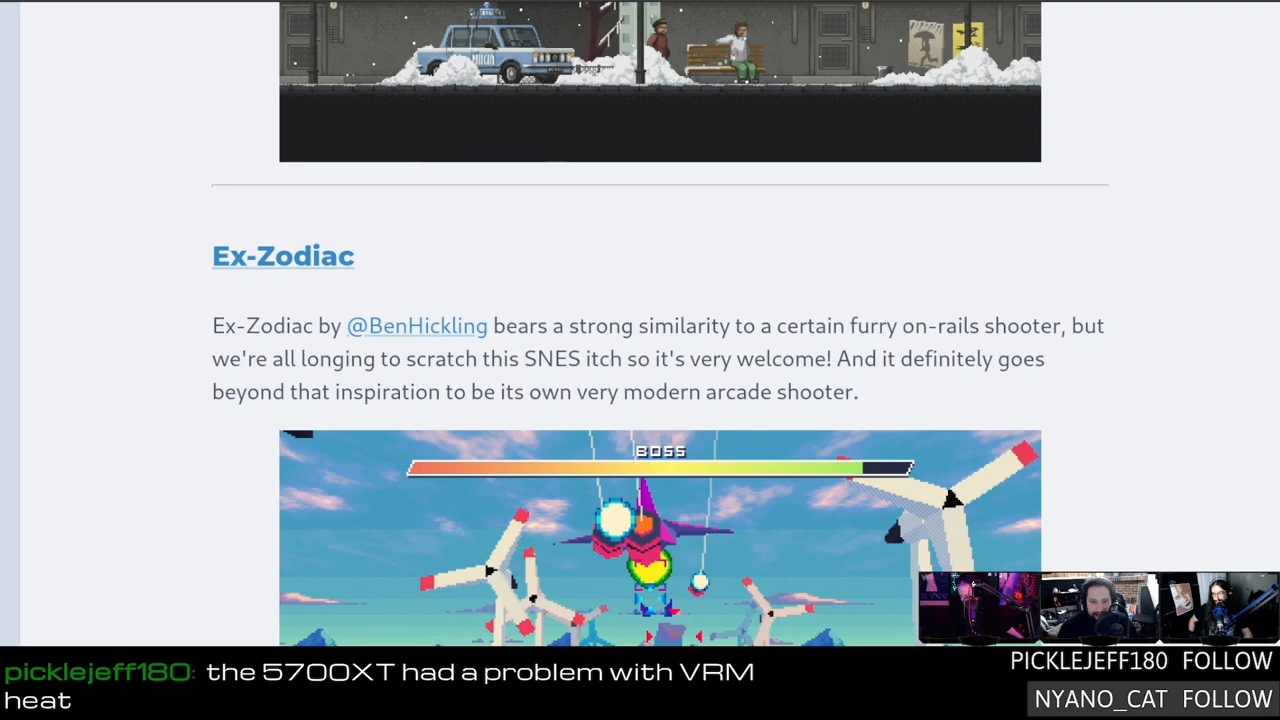 MILICJA
Ex-Zodiac
Ex-Zodiac by @BenHickling bears a strong similarity to a certain furry on-rails shooter, but
we're all longing to scratch this SNES itch so it's very welcome! And it definitely goes
beyond that inspiration to be its own very modern arcade shooter.
BOSS
picklejeff180: the 5700XT had a problem with VRM
heat
PICKLEJEFF180 FOLLOW
NYANO_CAT FOLLOW